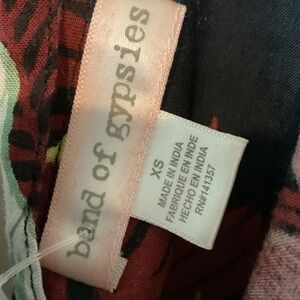 band of gypsies
XS
MADE IN INDIA
FABRIQUE EN INDE
HECHO EN INDIA
RN#141357